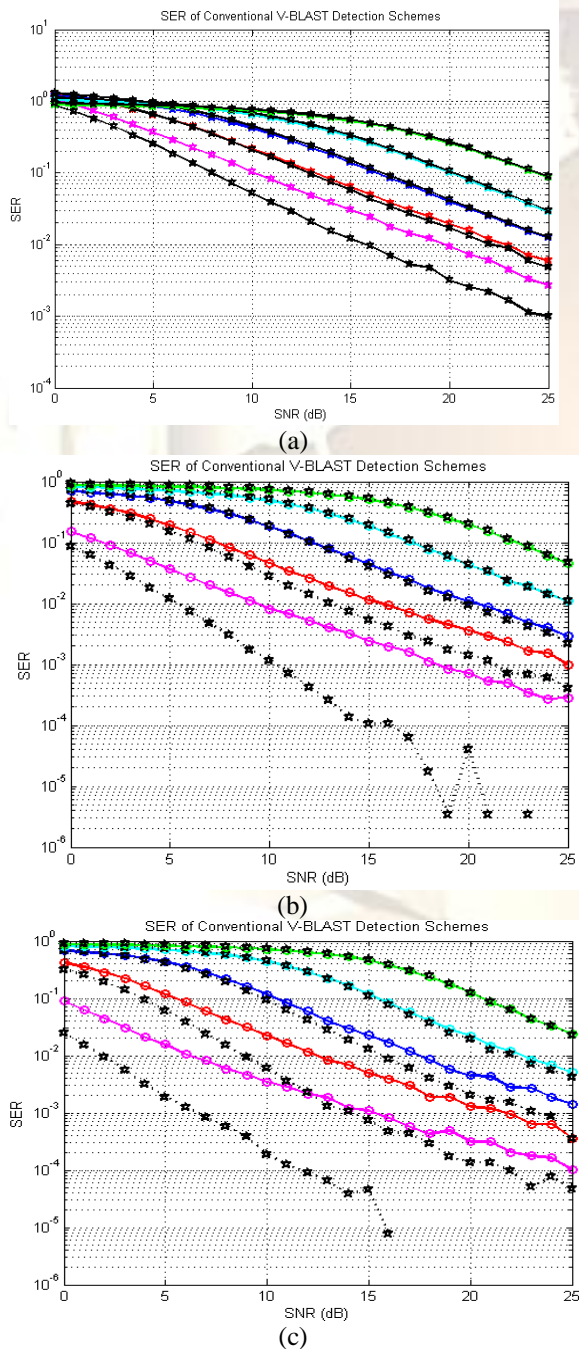 SER of Conventional V-BLAST Detection Schemes
10^1
10^0
10^-1
10^-2
10^-3
10^-4
SER
0 5 10 15 20 25
SNR (dB)
(a)
SER of Conventional V-BLAST Detection Schemes
10^0
10^-1
10^-2
10^-3
10^-4
10^-5
10^-6
SER
0 5 10 15 20 25
SNR (dB)
(b)
SER of Conventional V-BLAST Detection Schemes
10^0
10^-1
10^-2
10^-3
10^-4
10^-5
10^-6
SER
0 5 10 15 20 25
SNR (dB)
(c)